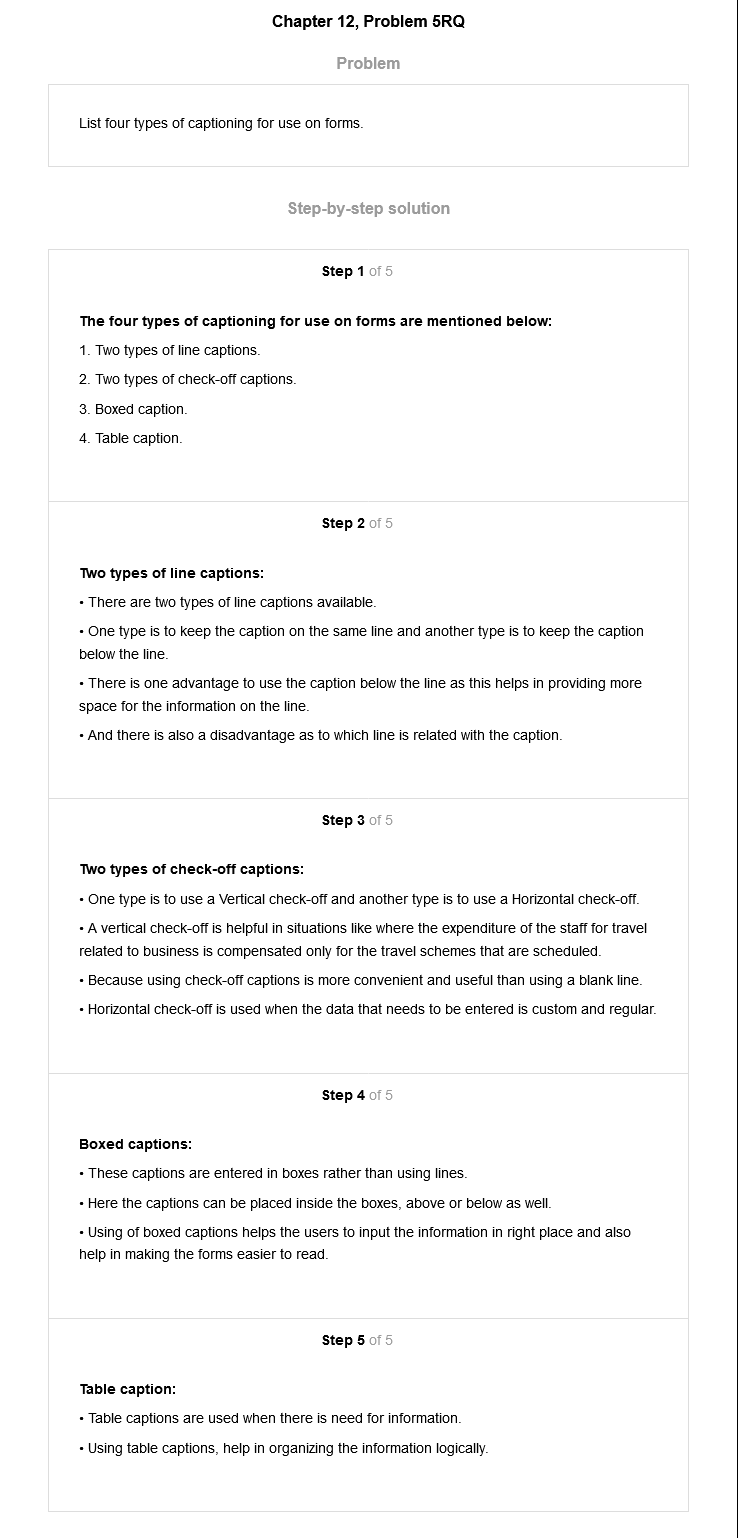 Chapter 12, Problem 5RQ
Problem
List four types of captioning for use on forms.
Step-by-step solution
Step 1 of 5
The four types of captioning for use on forms are mentioned below:
1. Two types of line captions.
2. Two types of check-off captions.
3. Boxed caption.
4. Table caption.
Step 2 of 5
Two types of line captions:
• There are two types of line captions available.
• One type is to keep the caption on the same line and another type is to keep the caption
below the line.
• There is one advantage to use the caption below the line as this helps in providing more
space for the information on the line.
• And there is also a disadvantage as to which line is related with the caption.
Step 3 of 5
Two types of check-off captions:
• One type is to use a Vertical check-off and another type is to use a Horizontal check-off.
• A vertical check-off is helpful in situations like where the expenditure of the staff for travel
related to business is compensated only for the travel schemes that are scheduled.
• Because using check-off captions is more convenient and useful than using a blank line.
• Horizontal check-off is used when the data that needs to be entered is custom and regular.
Step 4 of 5
Boxed captions:
• These captions are entered in boxes rather than using lines.
• Here the captions can be placed inside the boxes, above or below as well.
• Using of boxed captions helps the users to input the information in right place and also
help in making the forms easier to read.
Step 5 of 5
Table caption:
• Table captions are used when there is need for information.
• Using table captions, help in organizing the information logically.